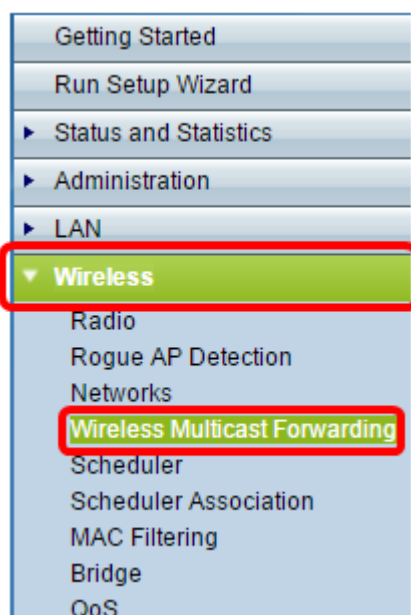 Getting Started
Run Setup Wizard
Status and Statistics
Administration
LAN
Wireless
Radio
Rogue AP Detection
Networks
Wireless Multicast Forwarding
Scheduler
Scheduler Association
MAC Filtering
Bridge
QoS